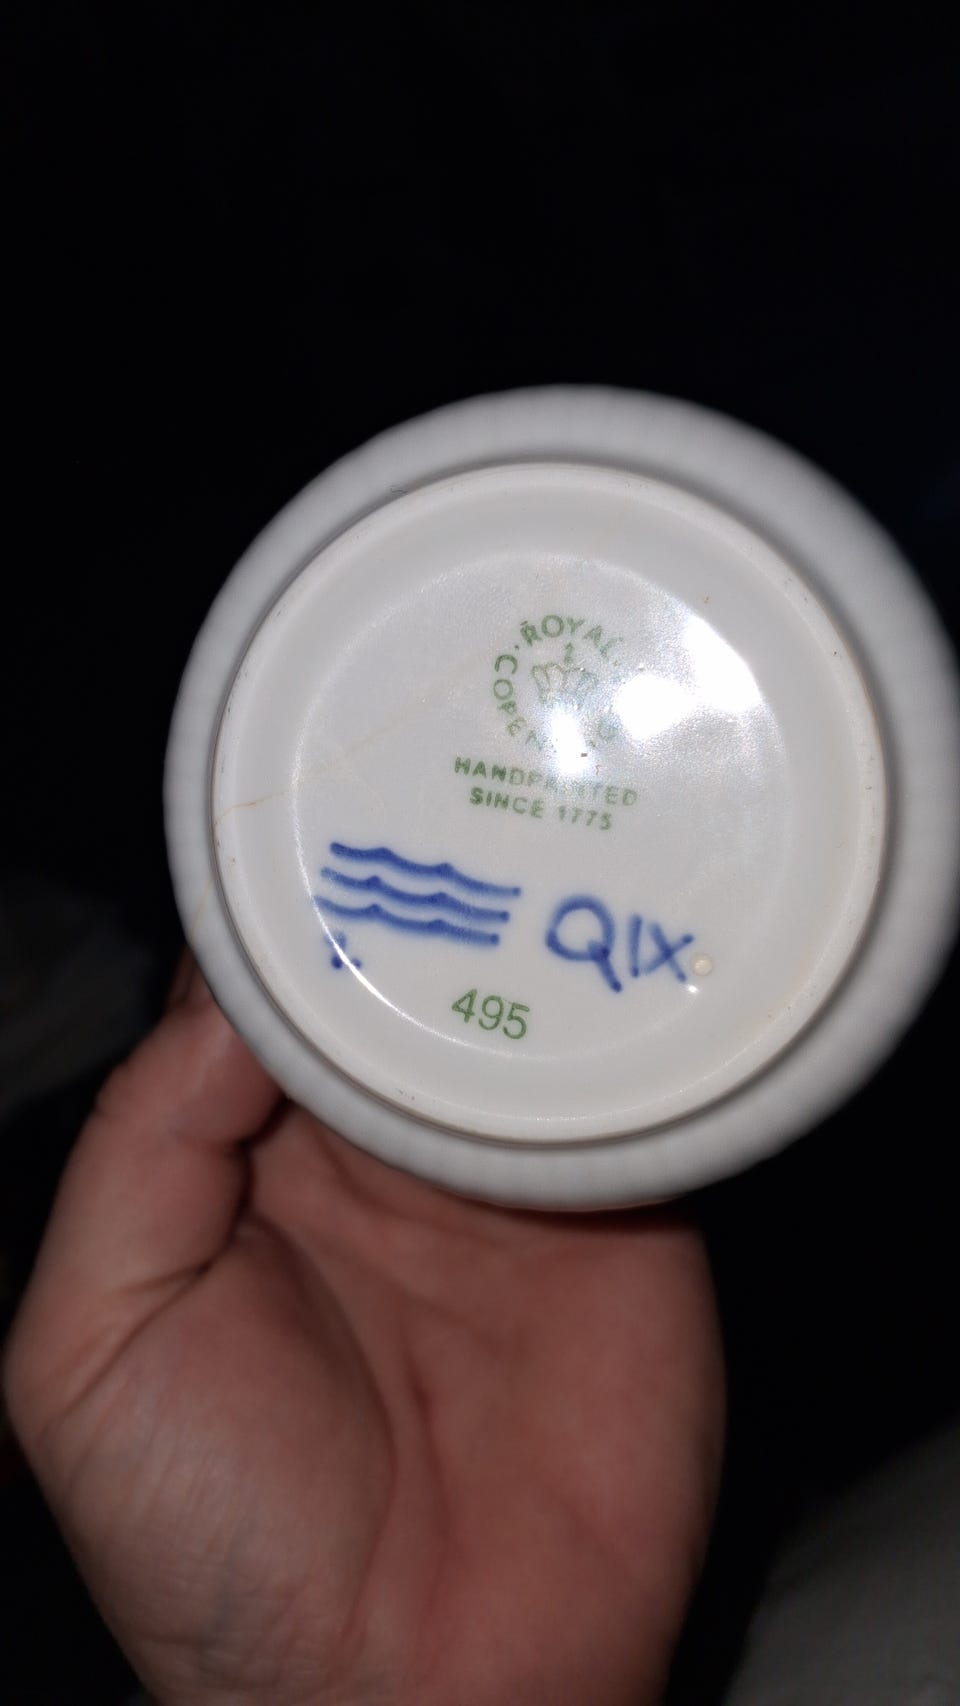 ROYAL
HANDPAINTED
SINCE 1775
QIX.
495